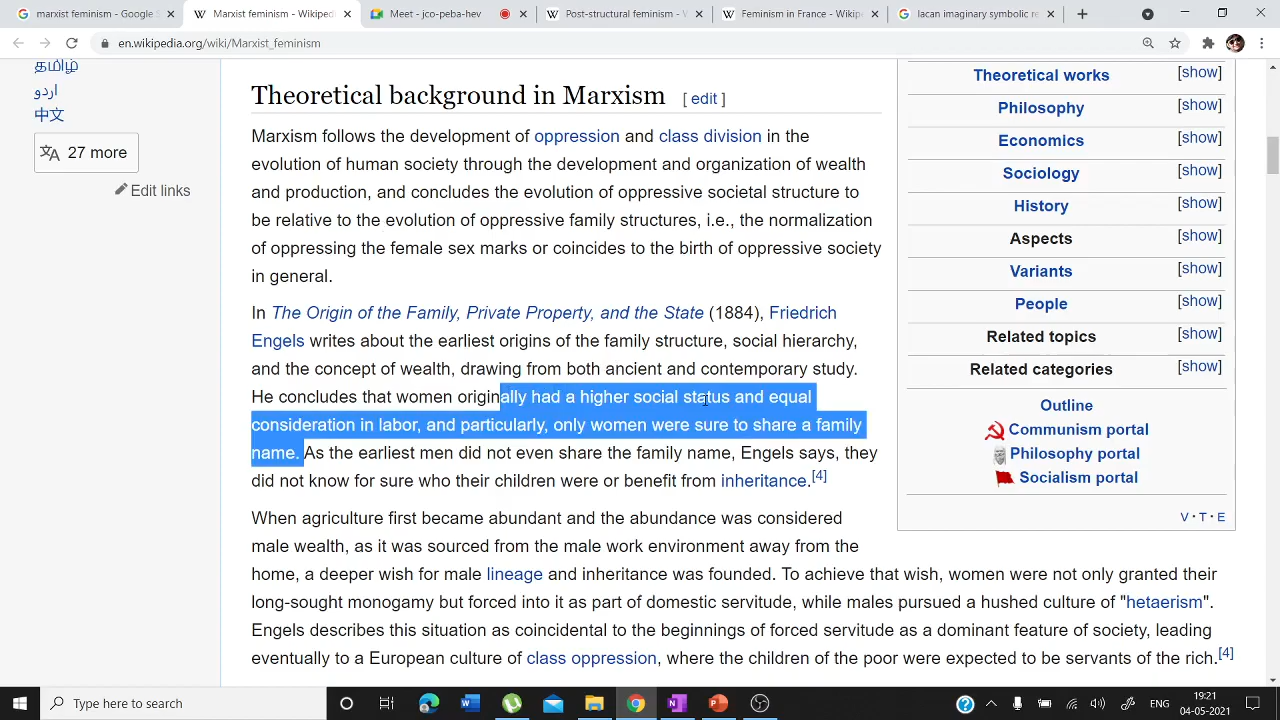 marxist feminism - Google S
Marxist feminism - Wikipedi
Meet - jco-peba-hev
Post-structural feminism - W
Feminism in France - Wikipe
lacan imaginary symbolic re
en.wikipedia.org/wiki/Marxist_feminism
தமிழ்
اردو
中文
27 more
Edit links
Theoretical background in Marxism [ edit ]
Marxism follows the development of oppression and class division in the
evolution of human society through the development and organization of wealth
and production, and concludes the evolution of oppressive societal structure to
be relative to the evolution of oppressive family structures, i.e., the normalization
of oppressing the female sex marks or coincides to the birth of oppressive society
in general.
In The Origin of the Family, Private Property, and the State (1884), Friedrich
Engels writes about the earliest origins of the family structure, social hierarchy,
and the concept of wealth, drawing from both ancient and contemporary study.
He concludes that women originally had a higher social status and equal
consideration in labor, and particularly, only women were sure to share a family
name. As the earliest men did not even share the family name, Engels says, they
did not know for sure who their children were or benefit from inheritance.[4]
When agriculture first became abundant and the abundance was considered
male wealth, as it was sourced from the male work environment away from the
home, a deeper wish for male lineage and inheritance was founded. To achieve that wish, women were not only granted their
long-sought monogamy but forced into it as part of domestic servitude, while males pursued a hushed culture of "hetaerism".
Engels describes this situation as coincidental to the beginnings of forced servitude as a dominant feature of society, leading
eventually to a European culture of class oppression, where the children of the poor were expected to be servants of the rich.[4]
Theoretical works [show]
Philosophy [show]
Economics [show]
Sociology [show]
History [show]
Aspects [show]
Variants [show]
People [show]
Related topics [show]
Related categories [show]
Outline
Communism portal
Philosophy portal
Socialism portal
V · T · E
Type here to search
ENG
19:21
04-05-2021